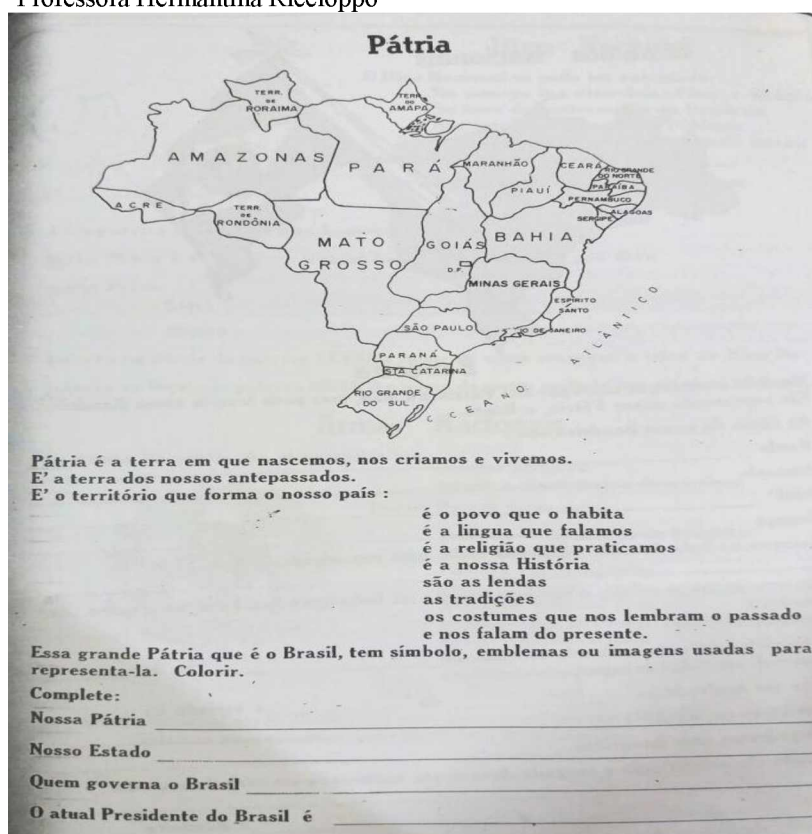 Professora Hermantina Riccioppo
Pátria
TERR.
DE
RORAIMA
TERR.
DO
AMAPÁ
AMAZONAS
PARÁ
MARANHÃO
CEARÁ
RIO GRANDE
DO NORTE
PARAÍBA
PIAUÍ
PERNAMBUCO
ALAGOAS
SERGIPE
ACRE
TERR.
DE
RONDÔNIA
MATO
GROSSO
GOIÁS
BAHIA
D.F.
MINAS GERAIS
ESPÍRITO
SANTO
SÃO PAULO
RIO DE JANEIRO
PARANÁ
STA CATARINA
RIO GRANDE
DO SUL
OCEANO ATLÂNTICO
Pátria é a terra em que nascemos, nos criamos e vivemos.
E' a terra dos nossos antepassados.
E' o território que forma o nosso país :
é o povo que o habita
é a lingua que falamos
é a religião que praticamos
é a nossa História
são as lendas
as tradições
os costumes que nos lembram o passado
e nos falam do presente.
Essa grande Pátria que é o Brasil, tem símbolo, emblemas ou imagens usadas para
representa-la. Colorir.
Complete:
Nossa Pátria
Nosso Estado
Quem governa o Brasil
O atual Presidente do Brasil é